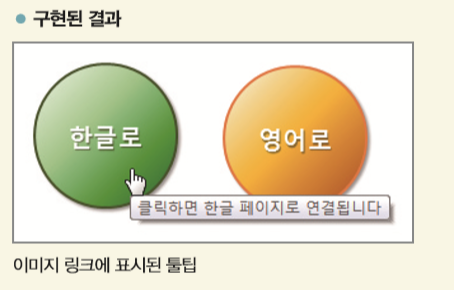 구현된 결과
한글로
영어로
클릭하면 한글 페이지로 연결됩니다
이미지 링크에 표시된 툴팁